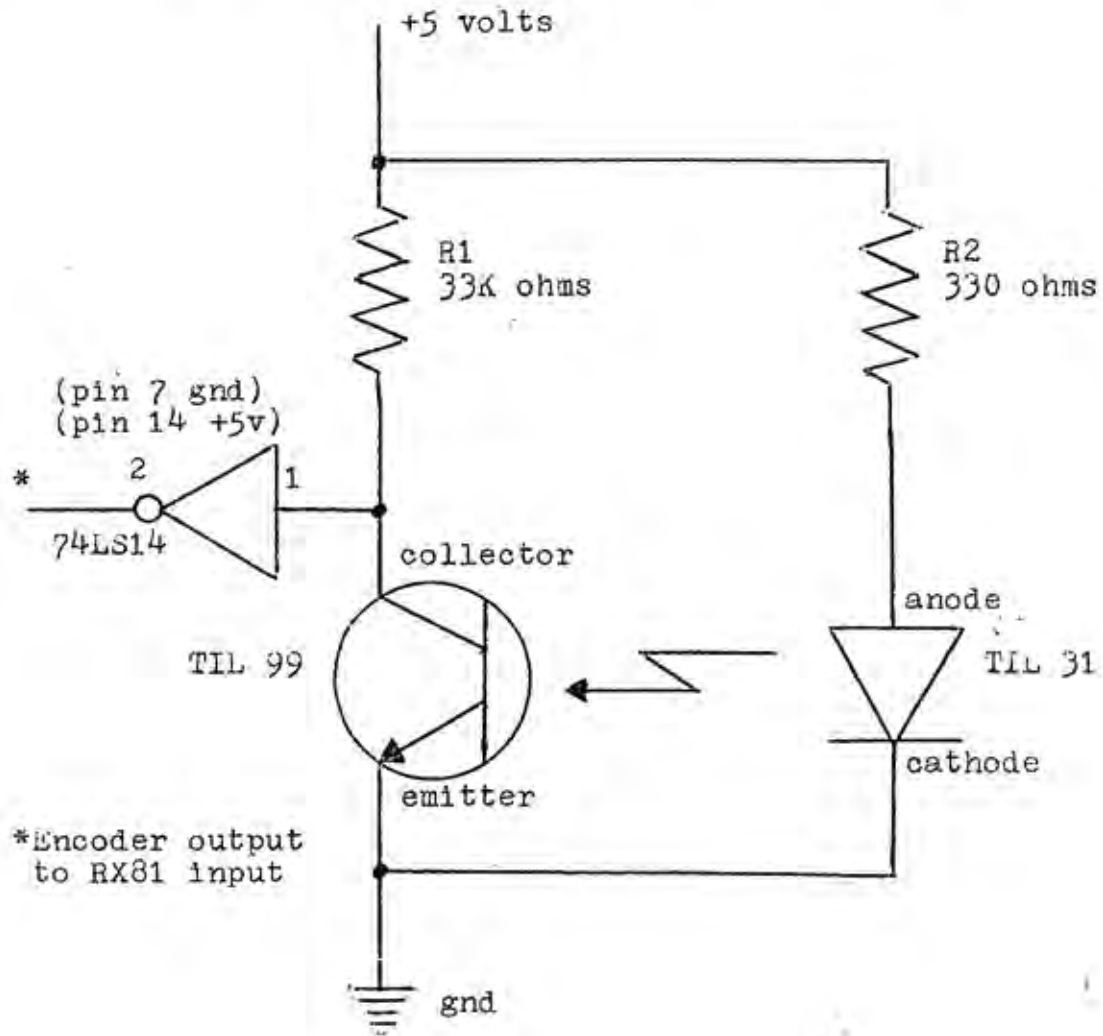 +5 volts
R1
33K ohms
R2
330 ohms
(pin 7 gnd)
(pin 14 +5v)
*
2
1
74LS14
collector
anode
TIL 99
TIL 31
cathode
emitter
*Encoder output
to RX81 input
gnd